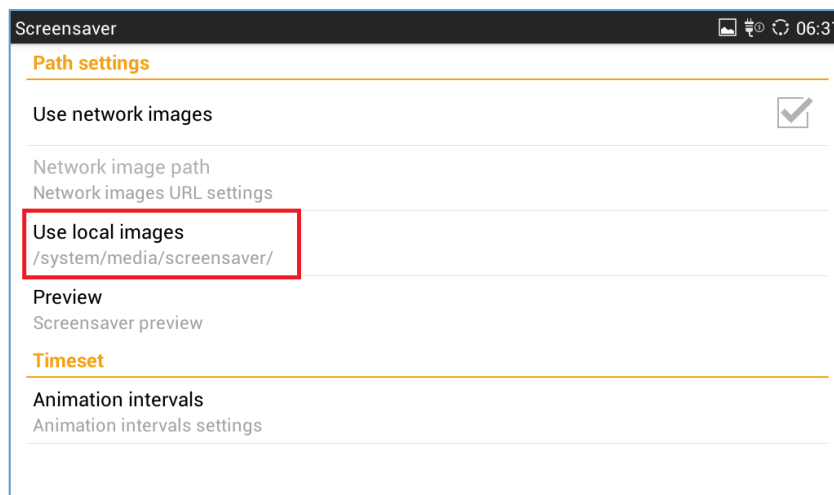 Screensaver 06:37
Path settings
Use network images
Network image path
Network images URL settings
Use local images
/system/media/screensaver/
Preview
Screensaver preview
Timeset
Animation intervals
Animation intervals settings